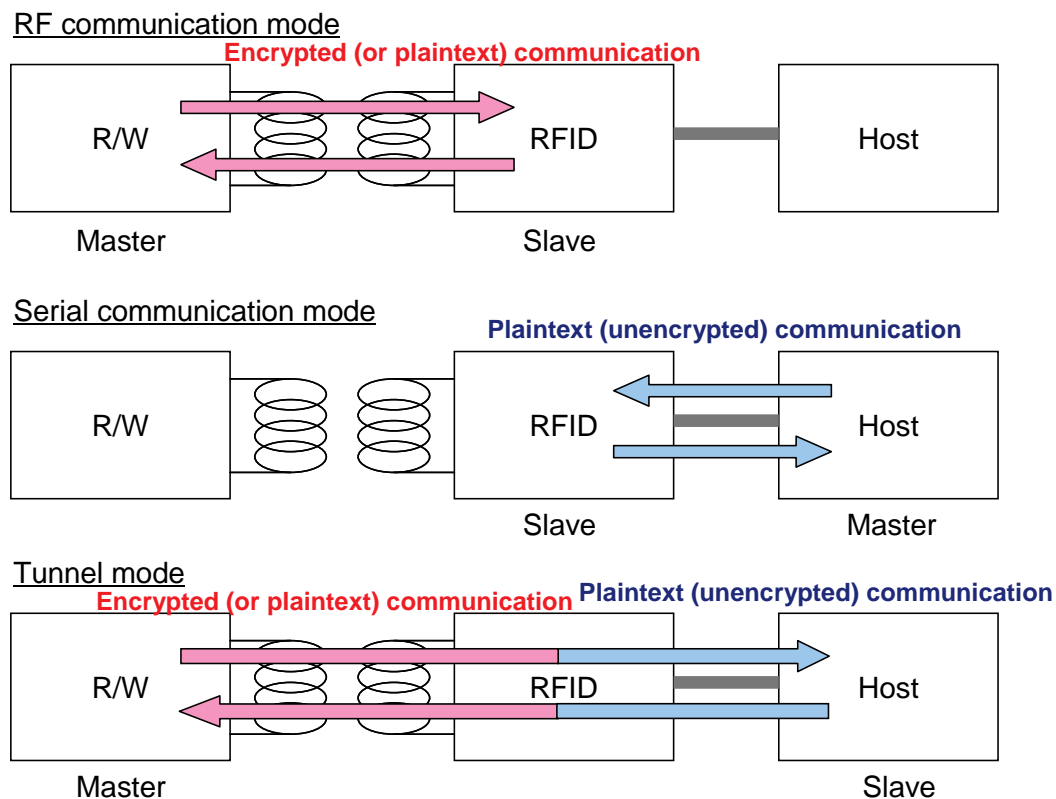 RF communication mode
Encrypted (or plaintext) communication
R/W
RFID
Host
Master
Slave
Serial communication mode
Plaintext (unencrypted) communication
R/W
RFID
Host
Slave
Master
Tunnel mode
Encrypted (or plaintext) communication
Plaintext (unencrypted) communication
R/W
RFID
Host
Master
Slave